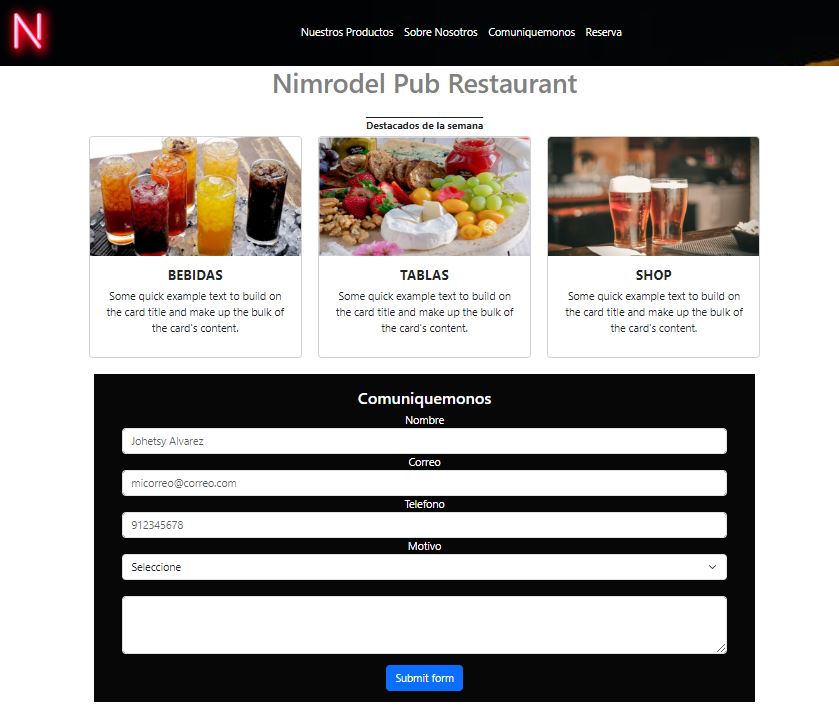 N
Nuestros Productos Sobre Nosotros Comuniquemonos Reserva
Nimrodel Pub Restaurant
Destacados de la semana
BEBIDAS
Some quick example text to build on
the card title and make up the bulk of
the card's content.
TABLAS
Some quick example text to build on
the card title and make up the bulk of
the card's content.
SHOP
Some quick example text to build on
the card title and make up the bulk of
the card's content.
Comuniquemonos
Nombre
Johetsy Alvarez
Correo
micorreo@correo.com
Telefono
912345678
Motivo
Seleccione
Submit form